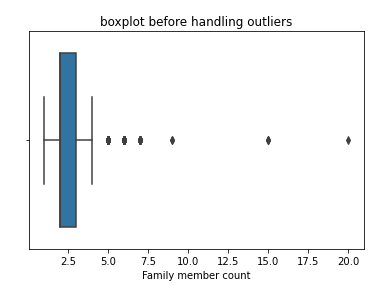 boxplot before handling outliers
2.5 5.0 7.5 10.0 12.5 15.0 17.5 20.0
Family member count